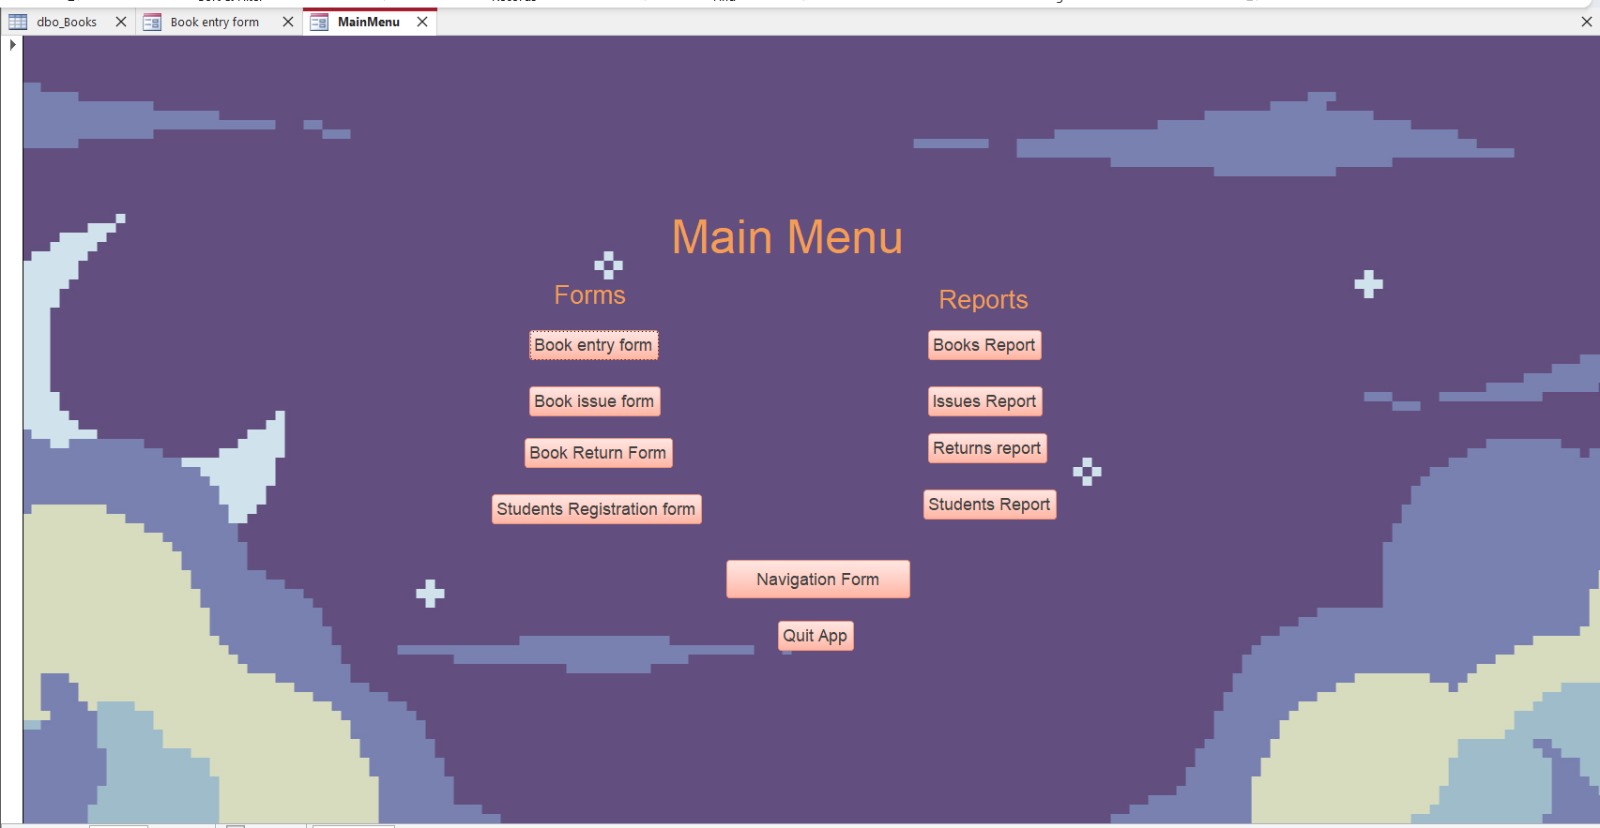 dbo_Books
Book entry form
MainMenu
Main Menu
Forms
Reports
Book entry form
Books Report
Book issue form
Issues Report
Book Return Form
Returns report
Students Registration form
Students Report
Navigation Form
Quit App